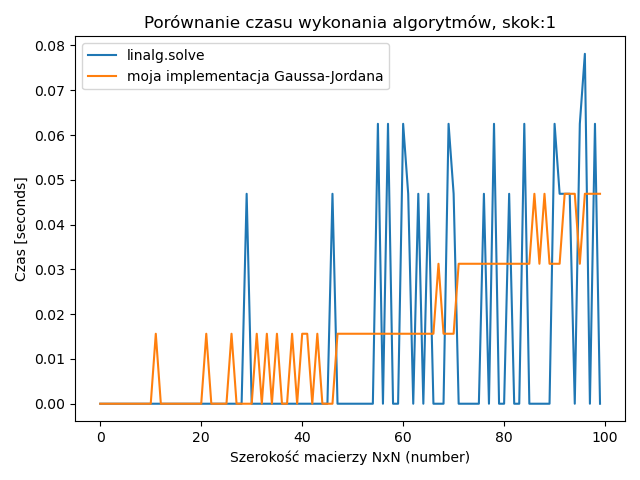 Porównanie czasu wykonania algorytmów, skok:1
linalg.solve
moja implementacja Gaussa-Jordana
Czas [seconds]
0.08
0.07
0.06
0.05
0.04
0.03
0.02
0.01
0.00
0 20 40 60 80 100
Szerokość macierzy NxN (number)